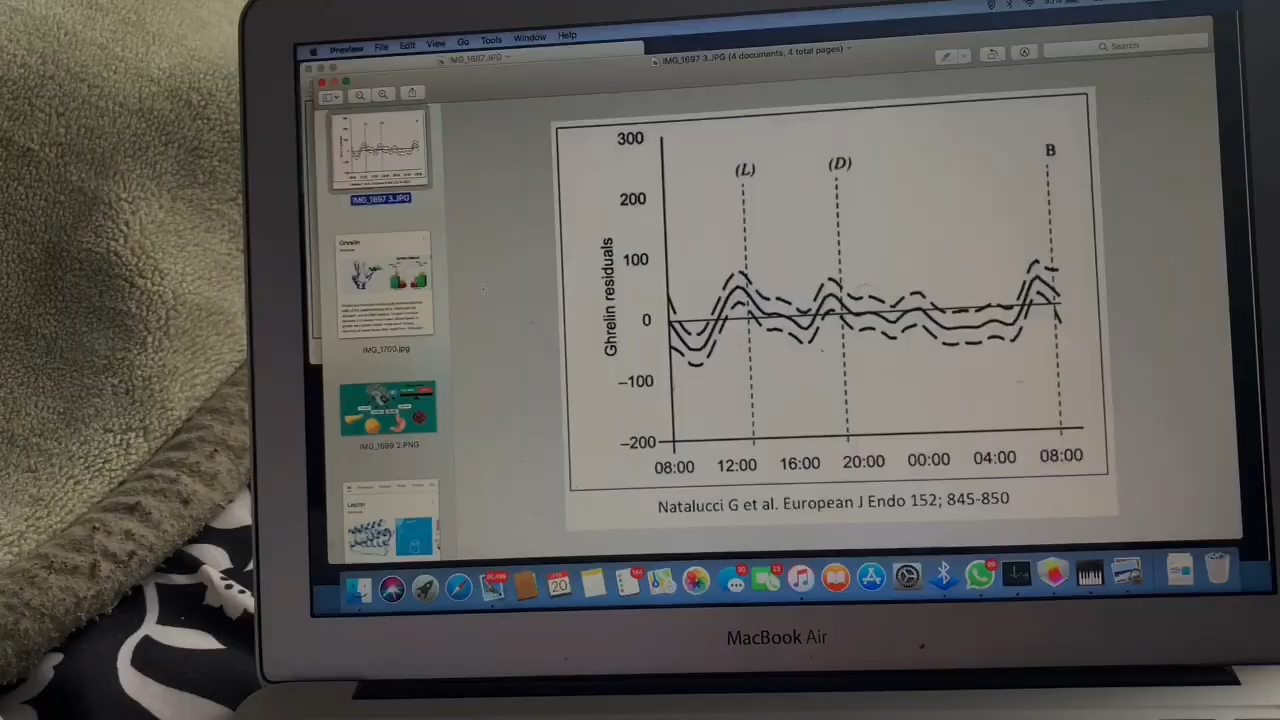 Preview File Edit View Go Tools Window Help
IMG_1697.JPG
IMG_1697 3.JPG (4 documents, 4 total pages)
Search
IMG_1697 3.JPG
Ghrelin
IMG_1700.jpg
IMG_1699 2.PNG
Leptin
300
200
100
0
−100
−200
Ghrelin residuals
(L)
(D)
B
08:00 12:00 16:00 20:00 00:00 04:00 08:00
Natalucci G et al. European J Endo 152; 845-850
MacBook Air